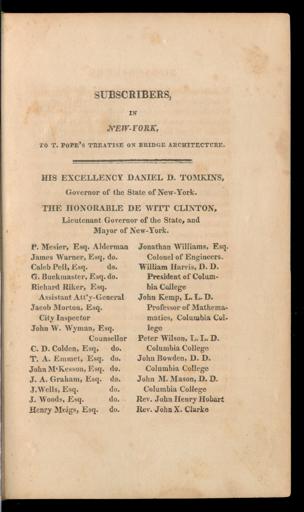 SUBSCRIBERS,
IN
NEW-YORK,
TO T. POPE'S TREATISE ON BRIDGE ARCHITECTURE.
HIS EXCELLENCY DANIEL D. TOMKINS,
Governor of the State of New-York.
THE HONORABLE DE WITT CLINTON,
Lieutenant Governor of the State, and
Mayor of New-York.
P. Mesier, Esq. Alderman
James Warner, Esq. do.
Caleb Pell, Esq. do.
G. Buckmaster, Esq. do.
Richard Riker, Esq.
Assistant Att'y-General
Jacob Morton, Esq.
City Inspector
John W. Wyman, Esq.
Counsellor
C. D. Colden, Esq. do.
T. A. Emmet, Esq. do.
John McKesson, Esq. do.
J. A. Graham, Esq. do.
J. Wells, Esq. do.
J. Woods, Esq. do.
Henry Meigs, Esq. do.
Jonathan Williams, Esq.
Colonel of Engineers.
William Harris, D. D.
President of Colum-
bia College
John Kemp, L. L. D.
Professor of Mathema-
matics, Columbia Col-
lege
Peter Wilson, L. L. D.
Columbia College
John Bowden, D. D.
Columbia College
John M. Mason, D. D.
Columbia College
Rev. John Henry Hobart
Rev. John X. Clarke